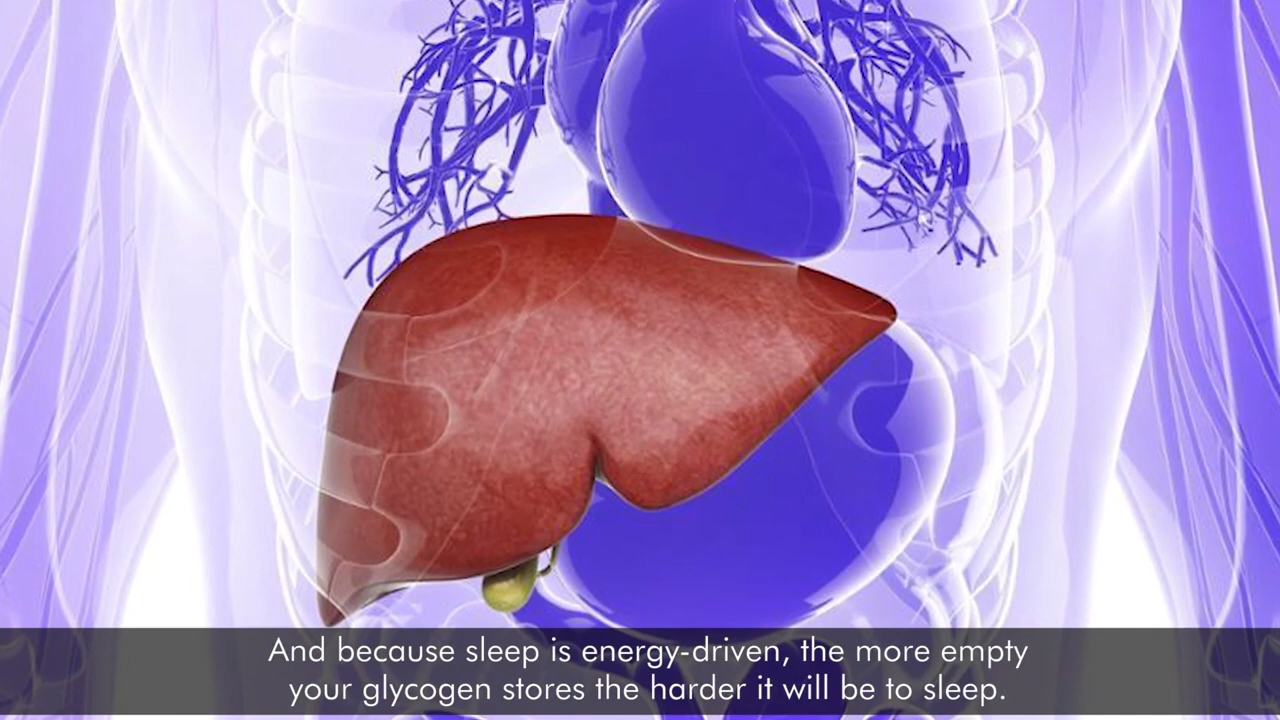 And because sleep is energy-driven, the more empty
your glycogen stores the harder it will be to sleep.